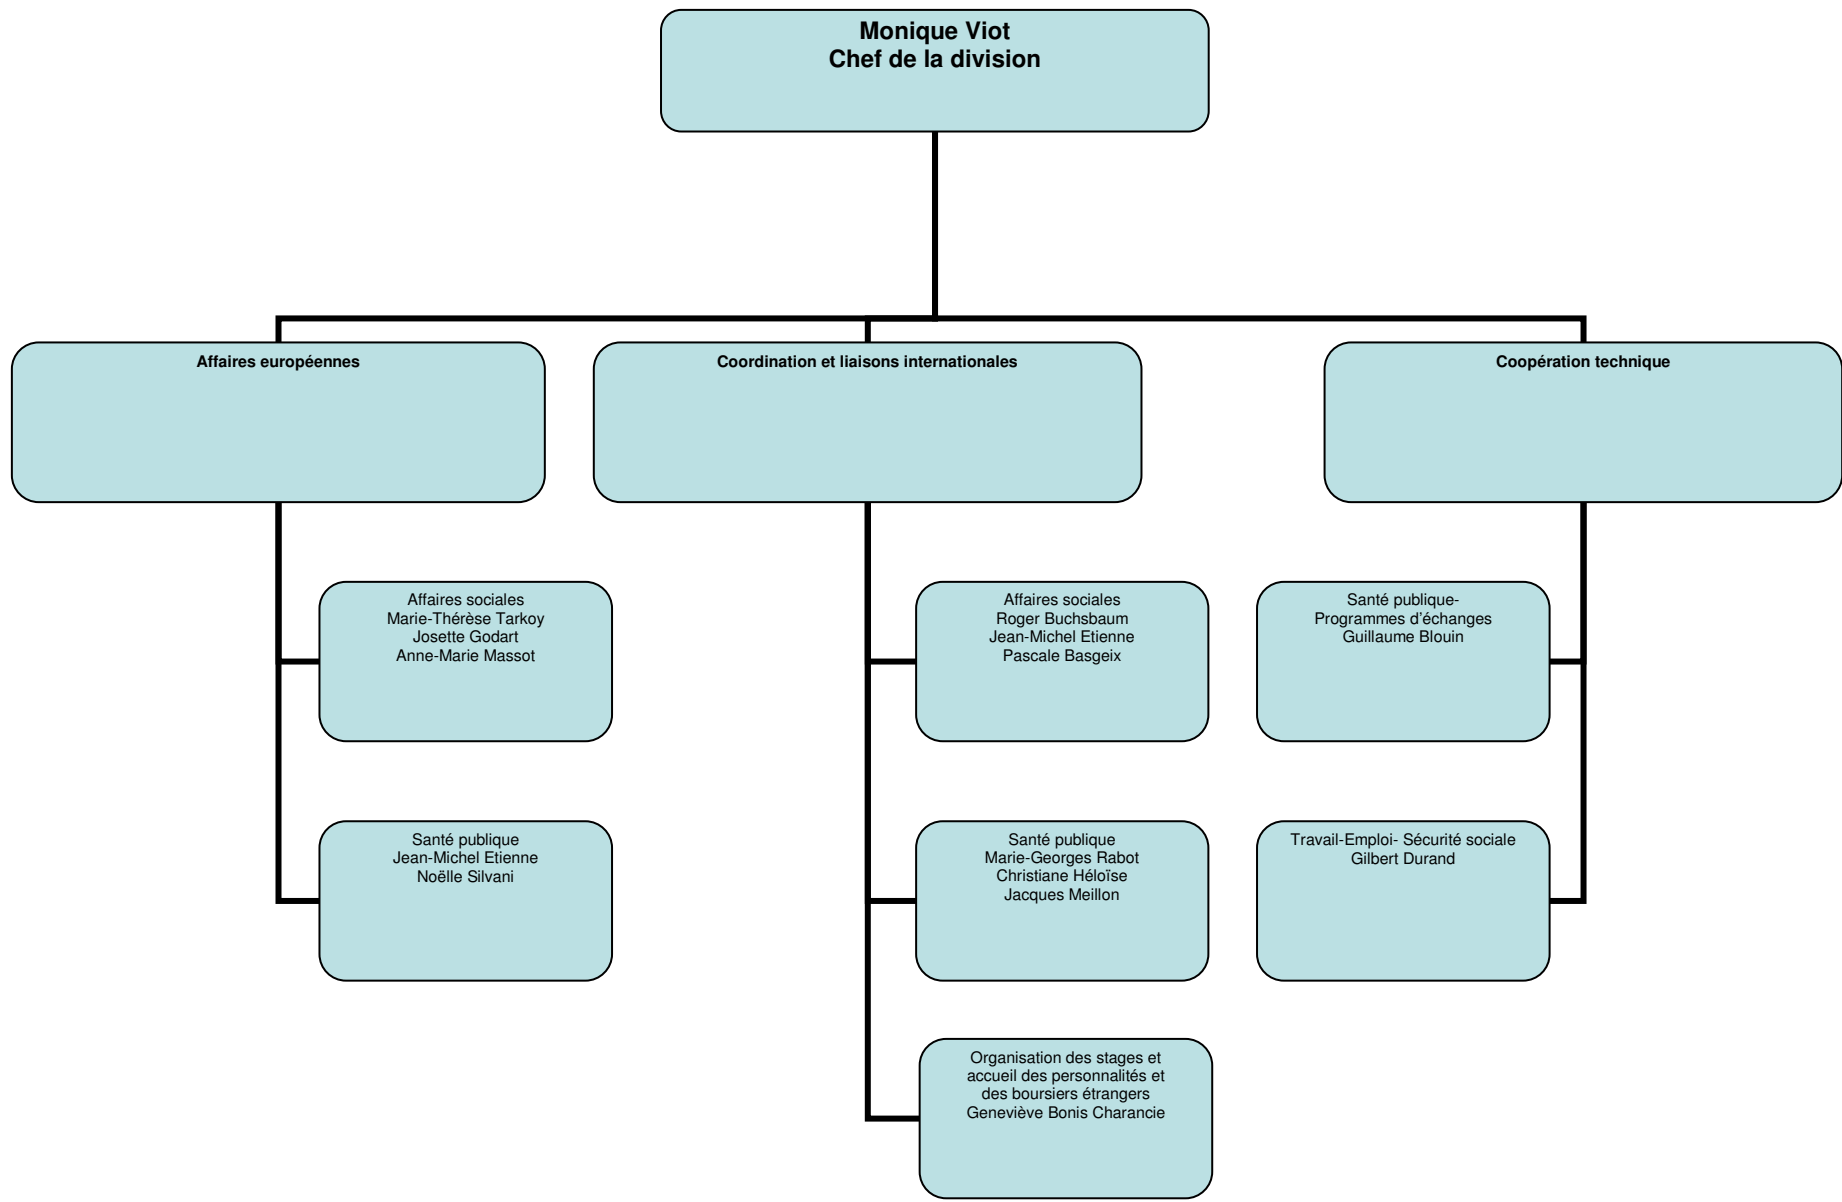 Monique Viot
Chef de la division
Affaires européennes
Coordination et liaisons internationales
Coopération technique
Affaires sociales
Marie-Thérèse Tarkoy
Josette Godart
Anne-Marie Massot
Affaires sociales
Roger Buchsbaum
Jean-Michel Etienne
Pascale Basgeix
Santé publique-
Programmes d'échanges
Guillaume Blouin
Santé publique
Jean-Michel Etienne
Noëlle Silvani
Santé publique
Marie-Georges Rabot
Christiane Héloïse
Jacques Meillon
Travail-Emploi- Sécurité sociale
Gilbert Durand
Organisation des stages et
accueil des personnalités et
des boursiers étrangers
Geneviève Bonis Charancie